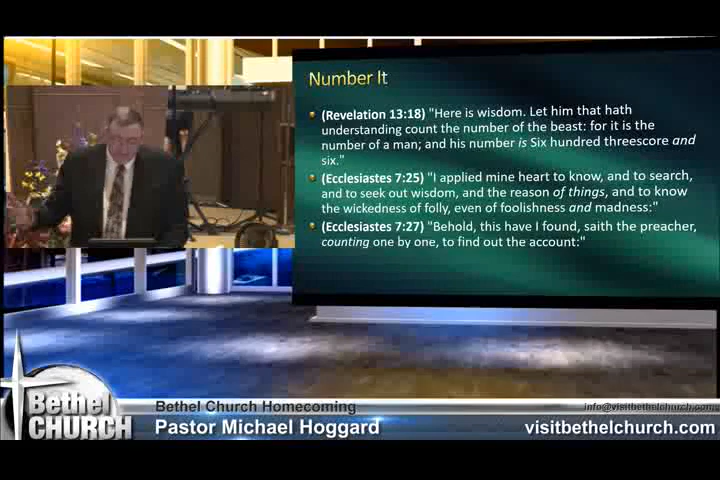 Number It
(Revelation 13:18) "Here is wisdom. Let him that hath
understanding count the number of the beast: for it is the
number of a man; and his number is Six hundred threescore and
six."
(Ecclesiastes 7:25) "I applied mine heart to know, and to search,
and to seek out wisdom, and the reason of things, and to know
the wickedness of folly, even of foolishness and madness:"
(Ecclesiastes 7:27) "Behold, this have I found, saith the preacher,
counting one by one, to find out the account:"
Bethel
CHURCH
Bethel Church Homecoming
info@visitbethelchurch.com
Pastor Michael Hoggard
visitbethelchurch.com